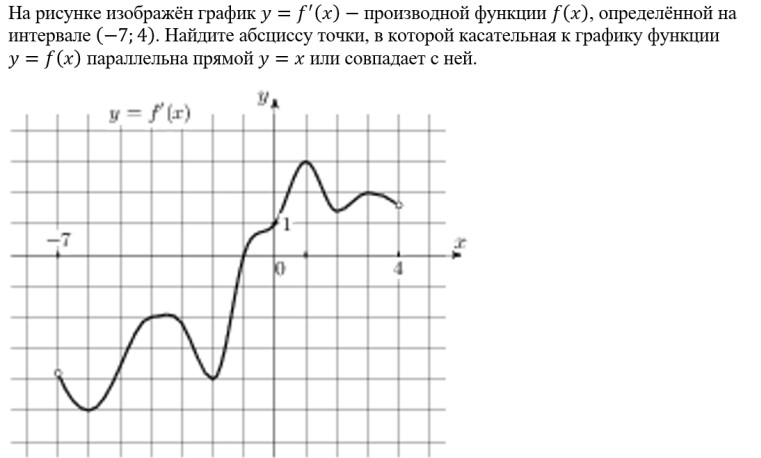 На рисунке изображён график y = f′(x) − производной функции f(x), определённой на
интервале (−7; 4). Найдите абсциссу точки, в которой касательная к графику функции
y = f(x) параллельна прямой y = x или совпадает с ней.
y
y = f′(x)
1
−7
x
0
4